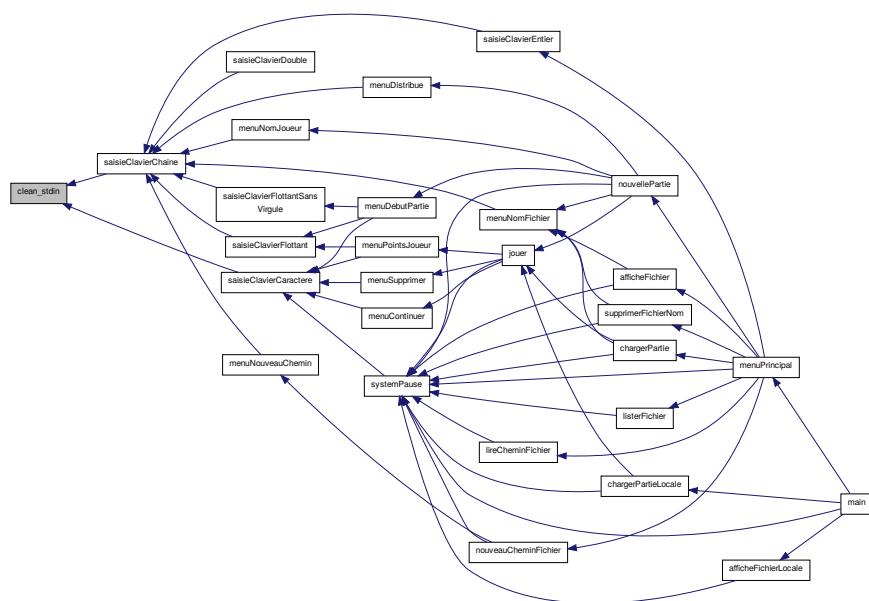 saisieClavierEntier
saisieClavierDouble
menuDistribue
menuNomJoueur
saisieClavierChaine
clean_stdin
saisieClavierFlottantSans
Virgule
menuDebutPartie
nouvellePartie
menuNomFichier
saisieClavierFlottant
menuPointsJoueur
jouer
saisieClavierCaractere
menuSupprimer
afficheFichier
menuContinuer
supprimerFichierNom
chargerPartie
menuNouveauChemin
menuPrincipal
systemPause
listerFichier
lireCheminFichier
chargerPartieLocale
main
nouveauCheminFichier
afficheFichierLocale